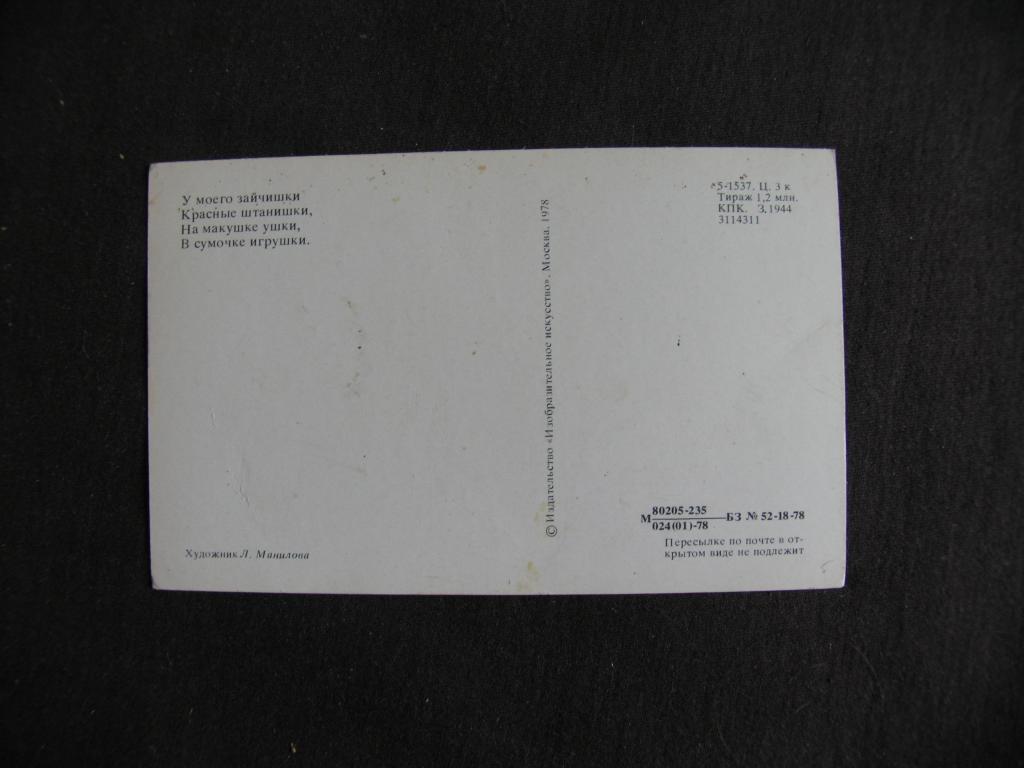 У моего зайчишки
Красные штанишки,
На макушке ушки,
В сумочке игрушки.
Художник Л. Манилова
© Издательство «Изобразительное искусство». Москва. 1978
5-1537. Ц. 3 к
Тираж 1,2 млн.
КПК. З. 1944
3114311
М 80205-235 БЗ № 52-18-78
024(01)-78
Пересылке по почте в от-
крытом виде не подлежит